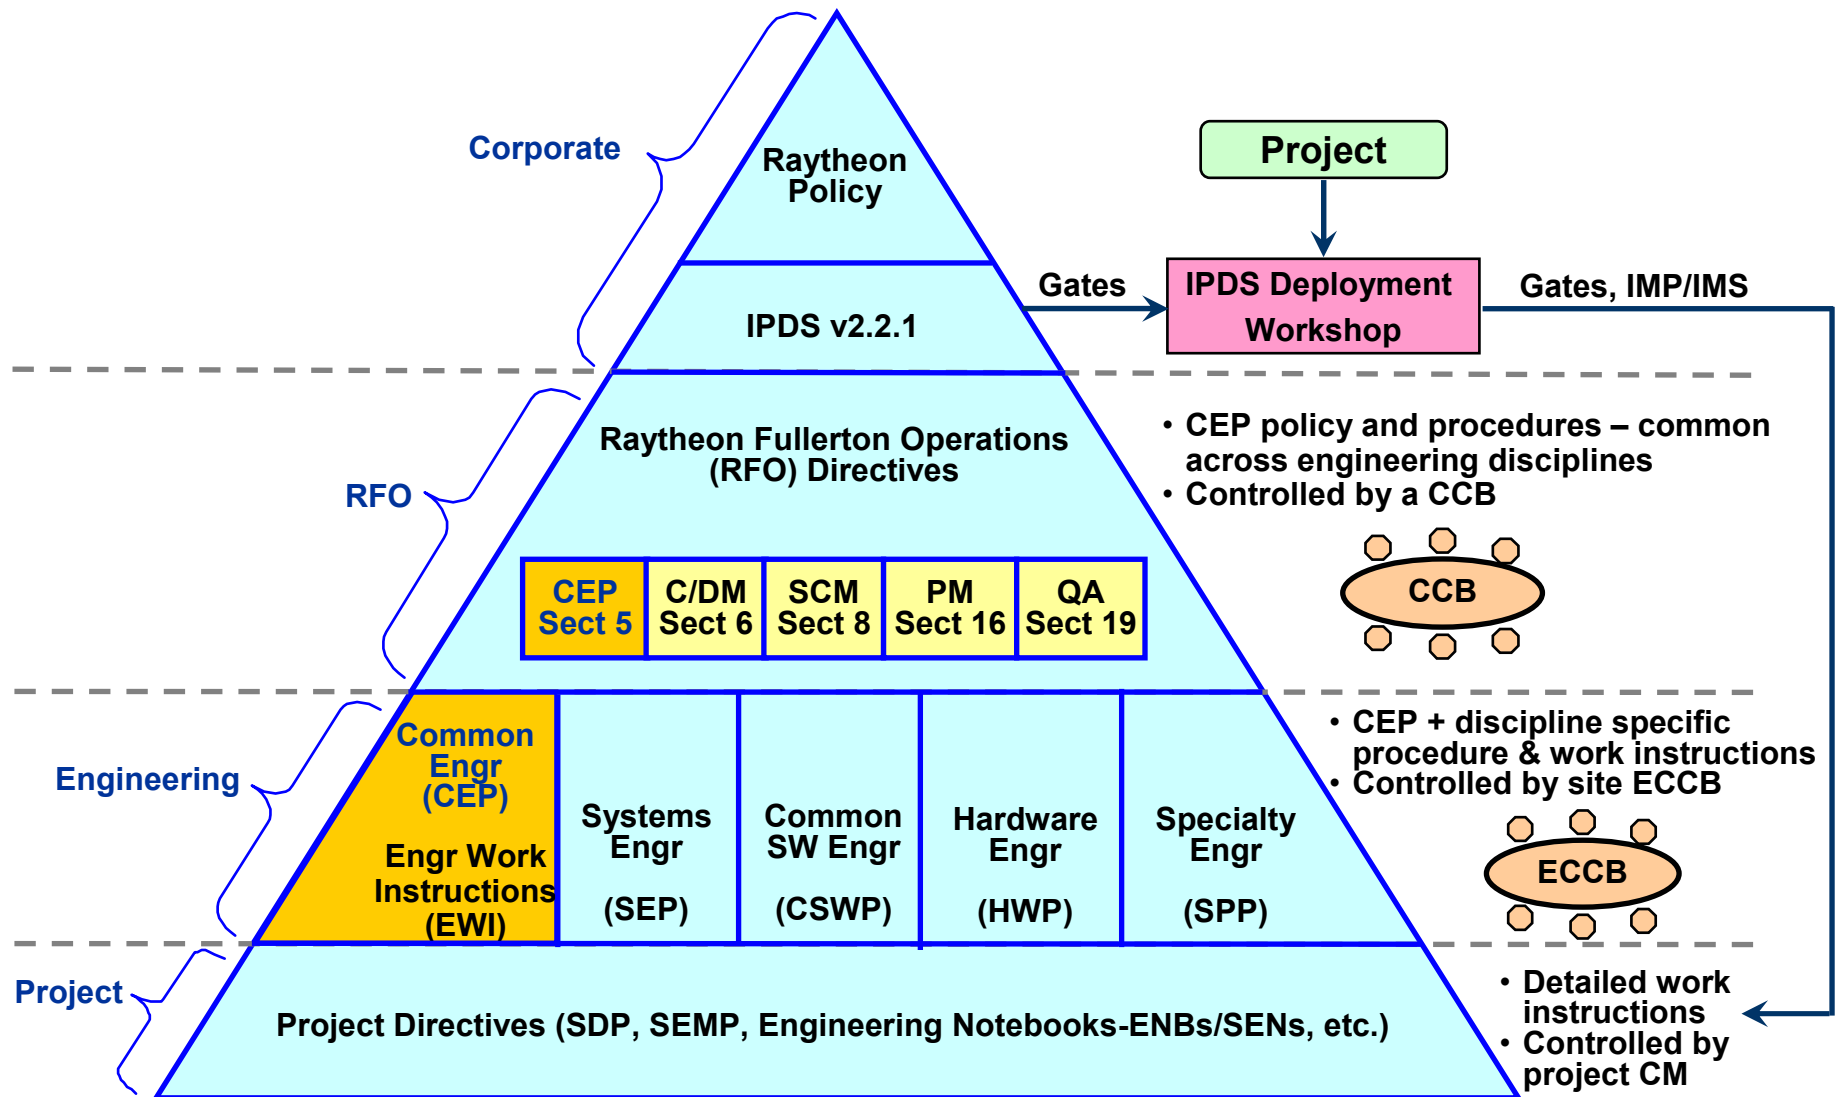 Corporate
Raytheon
Policy
Project
Gates
IPDS Deployment
Workshop
Gates, IMP/IMS
IPDS v2.2.1
RFO
Raytheon Fullerton Operations
(RFO) Directives
• CEP policy and procedures – common
across engineering disciplines
• Controlled by a CCB
CCB
CEP
Sect 5
C/DM
Sect 6
SCM
Sect 8
PM
Sect 16
QA
Sect 19
Engineering
Common
Engr
(CEP)
Engr Work
Instructions
(EWI)
Systems
Engr
(SEP)
Common
SW Engr
(CSWP)
Hardware
Engr
(HWP)
Specialty
Engr
(SPP)
• CEP + discipline specific
procedure & work instructions
• Controlled by site ECCB
ECCB
Project
Project Directives (SDP, SEMP, Engineering Notebooks-ENBs/SENs, etc.)
• Detailed work
instructions
• Controlled by
project CM